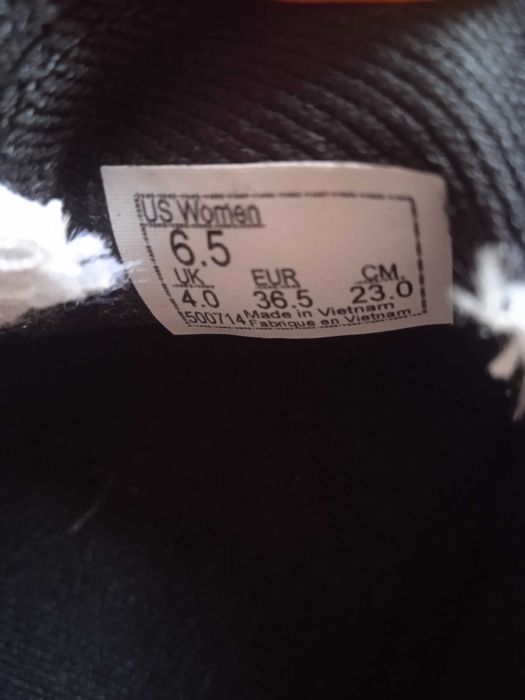 US Women
6.5
UK EUR CM
4.0 36.5 23.0
500714 Made in Vietnam
Fabrique en Vietnam